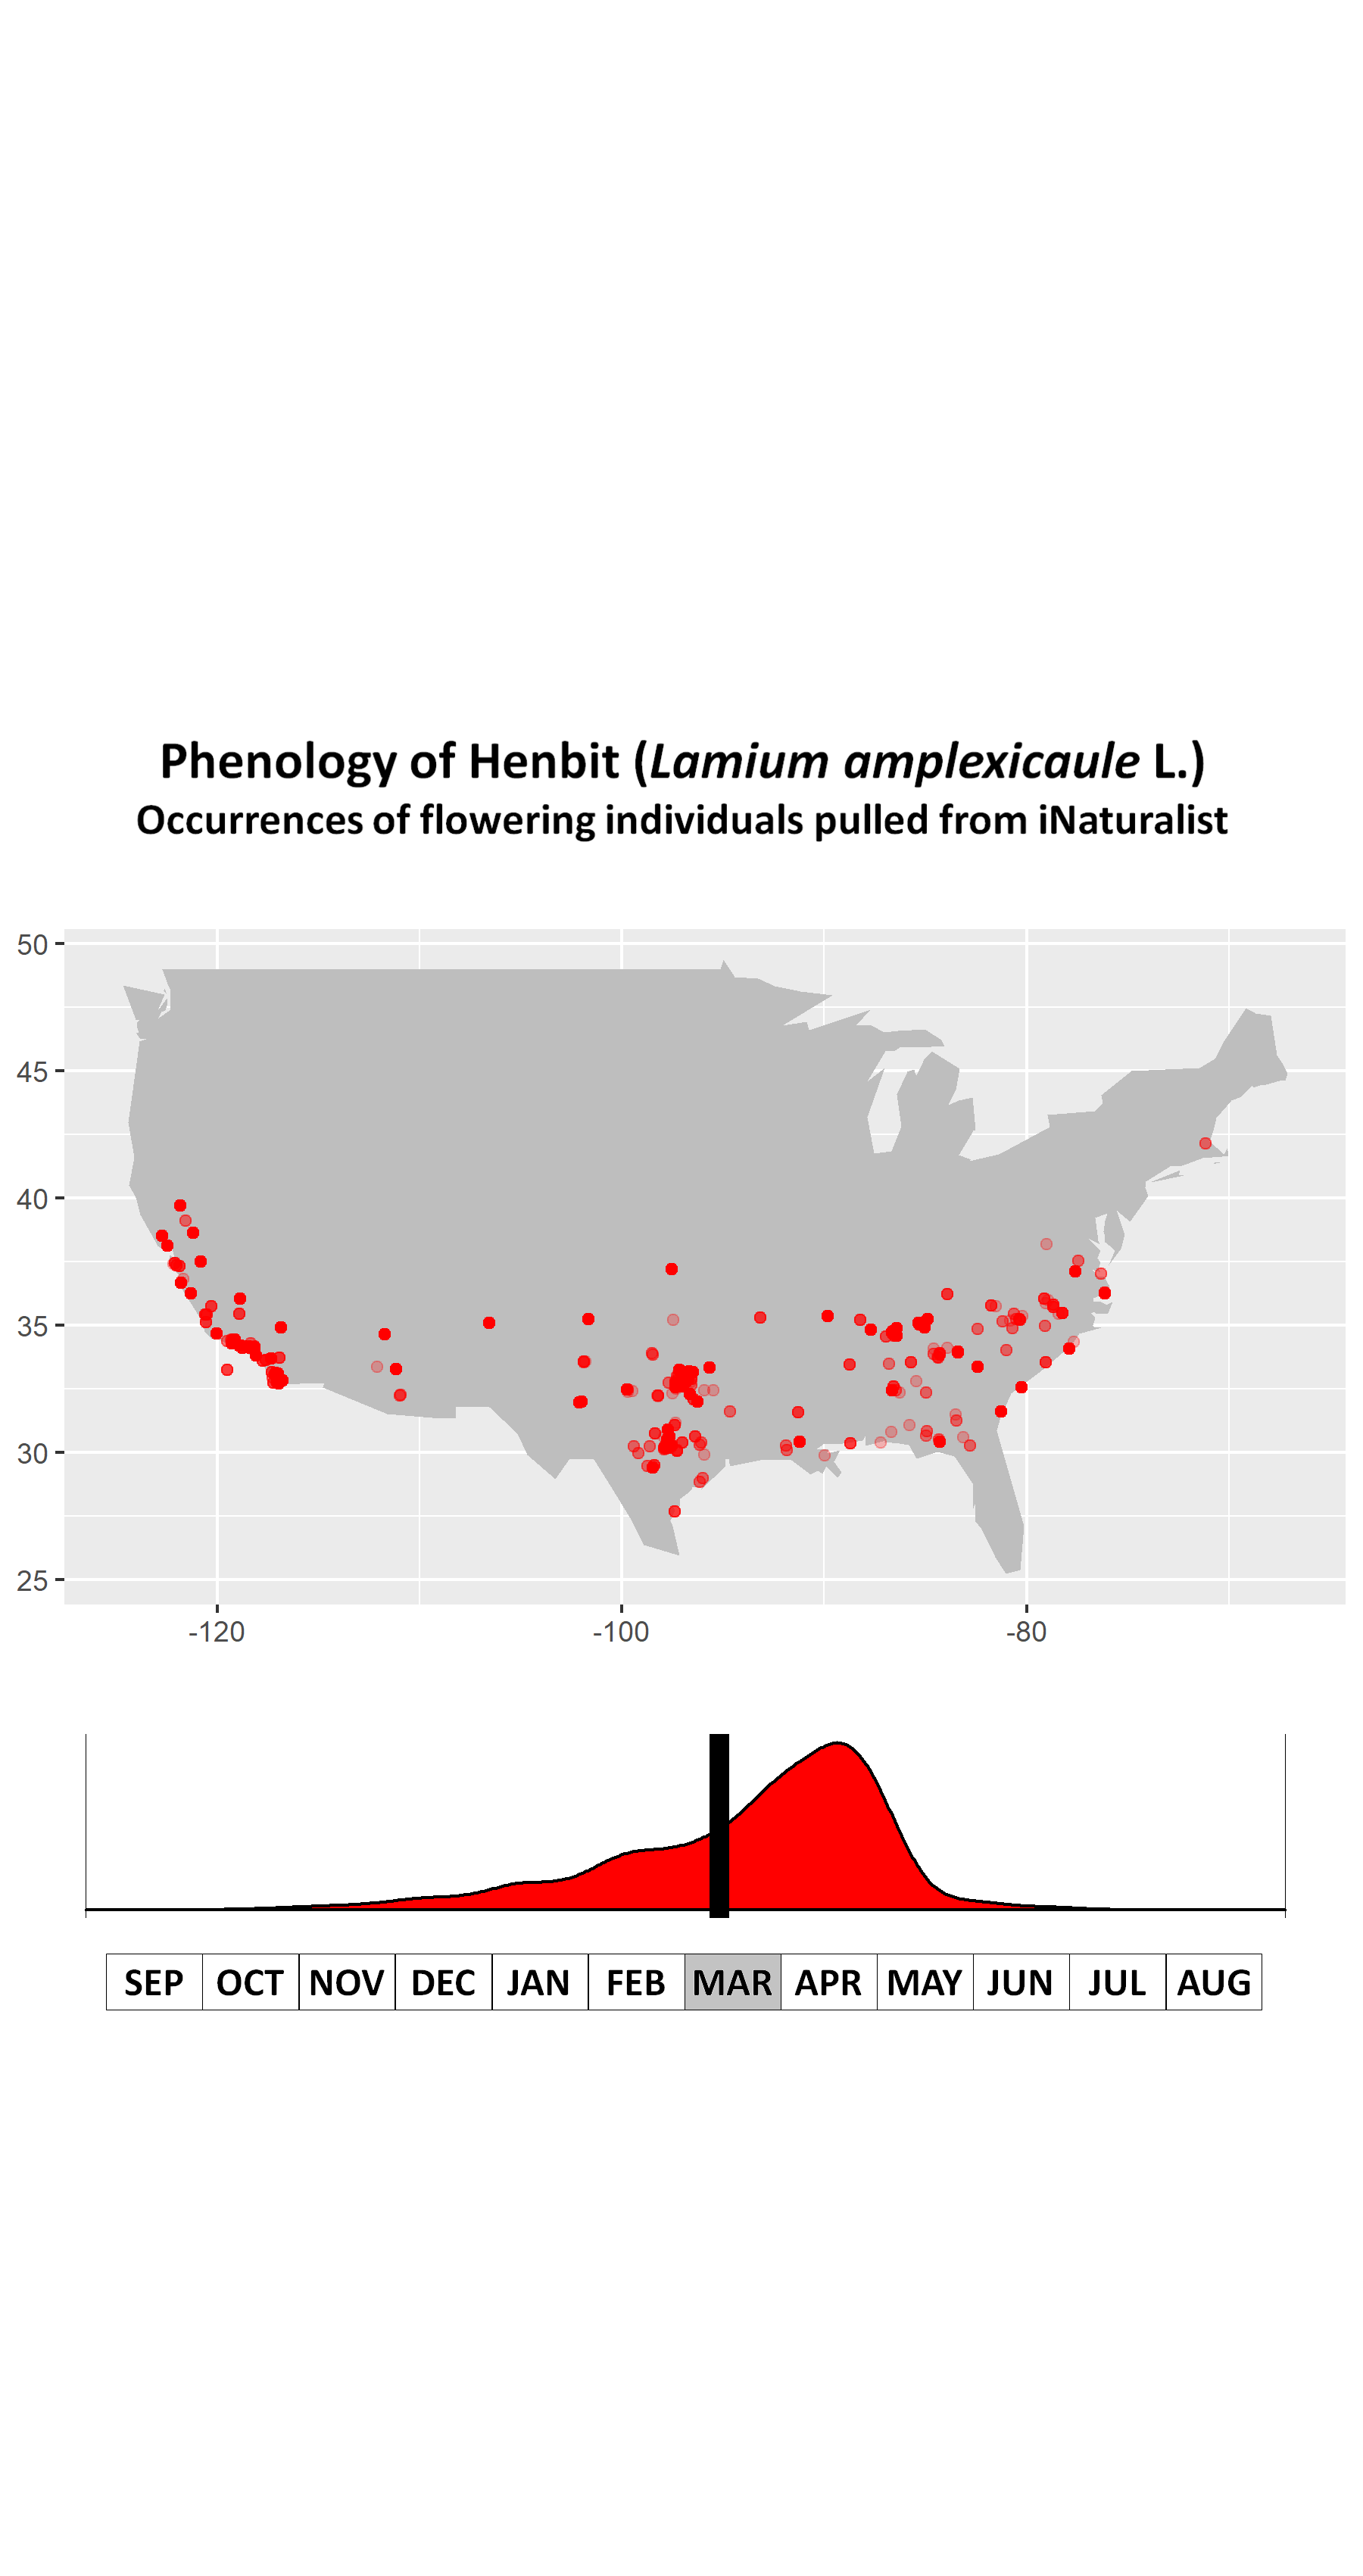 Phenology of Henbit (Lamium amplexicaule L.)
Occurrences of flowering individuals pulled from iNaturalist
50
45
40
35
30
25
-120 -100 -80
SEP OCT NOV DEC JAN FEB MAR APR MAY JUN JUL AUG